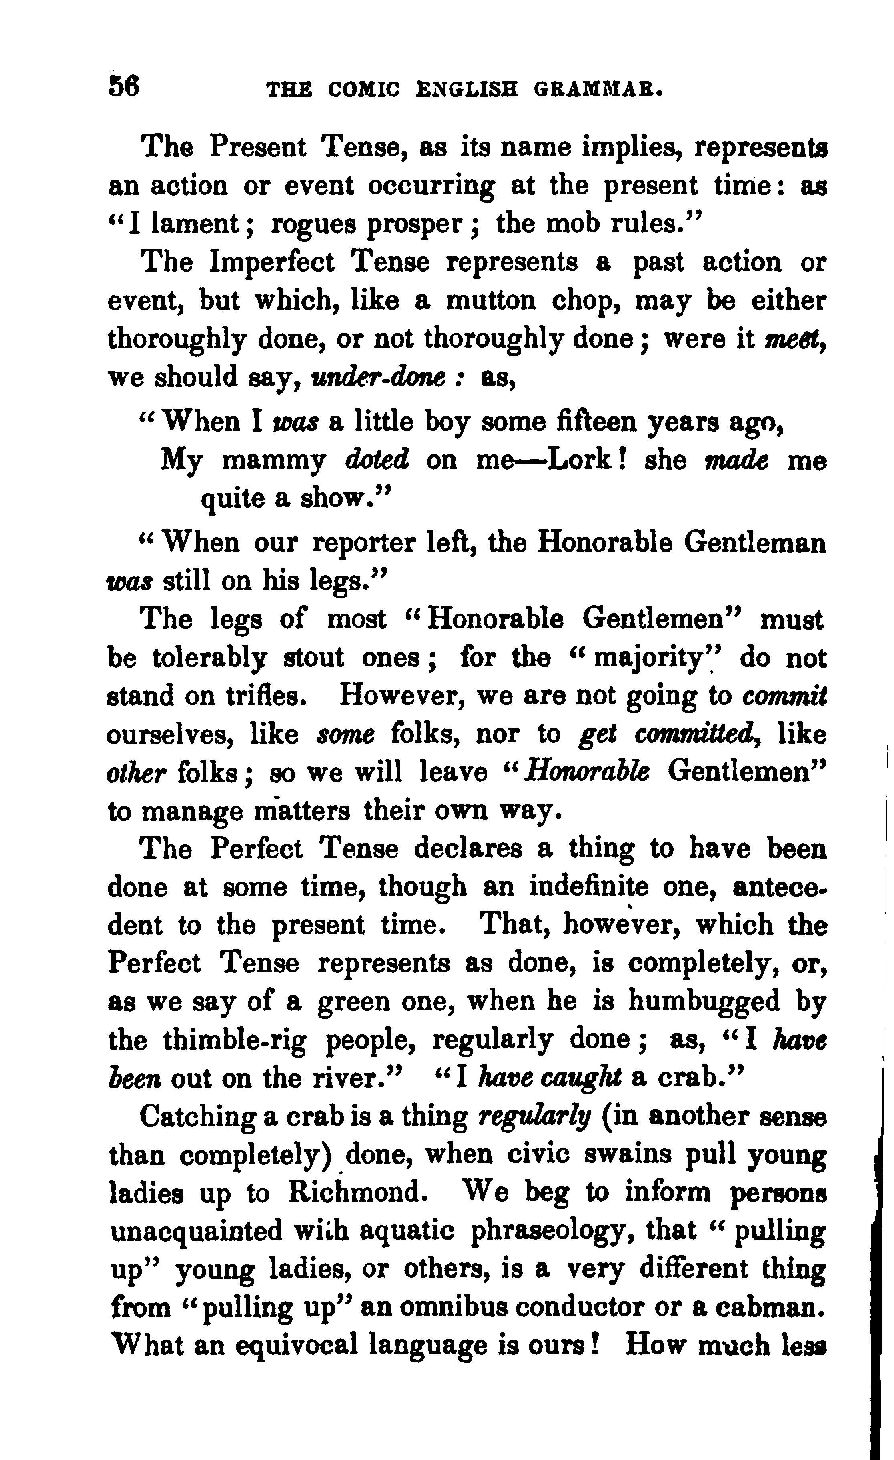 56 THE COMIC ENGLISH GRAMMAR.
The Present Tense, as its name implies, represents
an action or event occurring at the present time: as
“I lament; rogues prosper; the mob rules.”
The Imperfect Tense represents a past action or
event, but which, like a mutton chop, may be either
thoroughly done, or not thoroughly done; were it meet,
we should say, under-done: as,
“When I was a little boy some fifteen years ago,
My mammy doted on me—Lork! she made me
quite a show.”
“When our reporter left, the Honorable Gentleman
was still on his legs.”
The legs of most “Honorable Gentlemen” must
be tolerably stout ones; for the “majority” do not
stand on trifles. However, we are not going to commit
ourselves, like some folks, nor to get committed, like
other folks; so we will leave “Honorable Gentlemen”
to manage matters their own way.
The Perfect Tense declares a thing to have been
done at some time, though an indefinite one, antece-
dent to the present time. That, however, which the
Perfect Tense represents as done, is completely, or,
as we say of a green one, when he is humbugged by
the thimble-rig people, regularly done; as, “I have
been out on the river.” “I have caught a crab.”
Catching a crab is a thing regularly (in another sense
than completely) done, when civic swains pull young
ladies up to Richmond. We beg to inform persons
unacquainted with aquatic phraseology, that “pulling
up” young ladies, or others, is a very different thing
from “pulling up” an omnibus conductor or a cabman.
What an equivocal language is ours! How much less